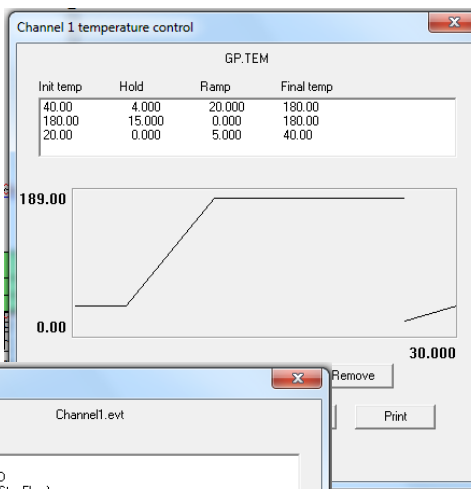 Channel 1 temperature control
GP.TEM
Init temp Hold Ramp Final temp
40.00 4.000 20.000 180.00
180.00 15.000 0.000 180.00
20.00 0.000 5.000 40.00
189.00
0.00
30.000
Remove
Print
Channel1.evt